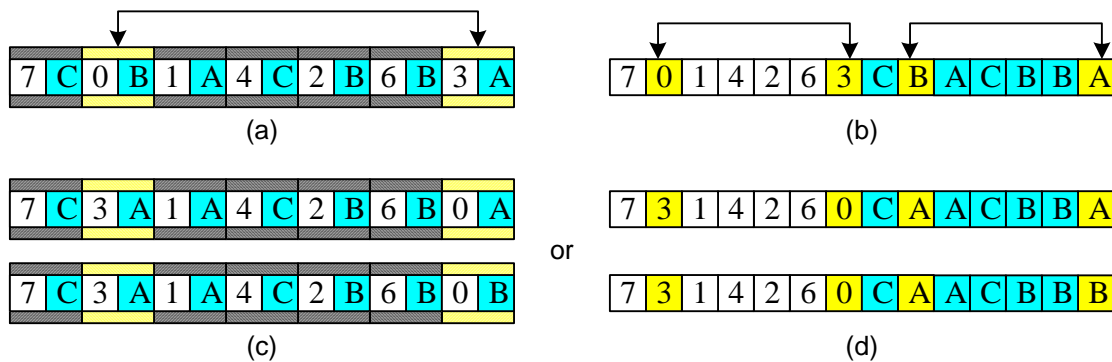 7 C 0 B 1 A 4 C 2 B 6 B 3 A
(a)
7 0 1 4 2 6 3 C B A C B B A
(b)
7 C 3 A 1 A 4 C 2 B 6 B 0 A
7 3 1 4 2 6 0 C A A C B B A
or
7 C 3 A 1 A 4 C 2 B 6 B 0 B
7 3 1 4 2 6 0 C A A C B B B
(c)
(d)